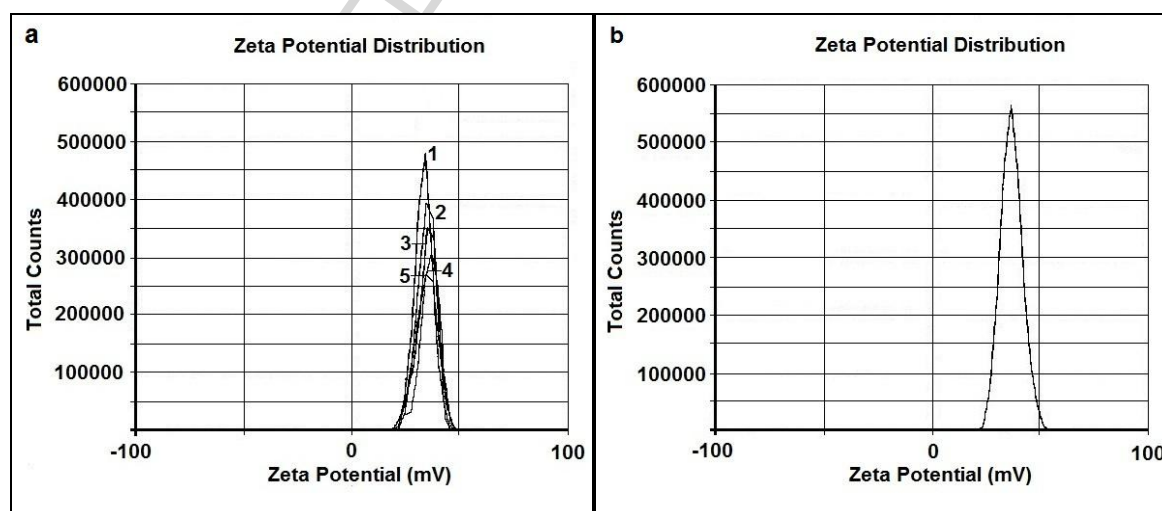 a
Zeta Potential Distribution
600000
500000
400000
300000
200000
100000
Total Counts
1
2
3
4
5
-100
0
100
Zeta Potential (mV)
b
Zeta Potential Distribution
600000
500000
400000
300000
200000
100000
Total Counts
-100
0
100
Zeta Potential (mV)